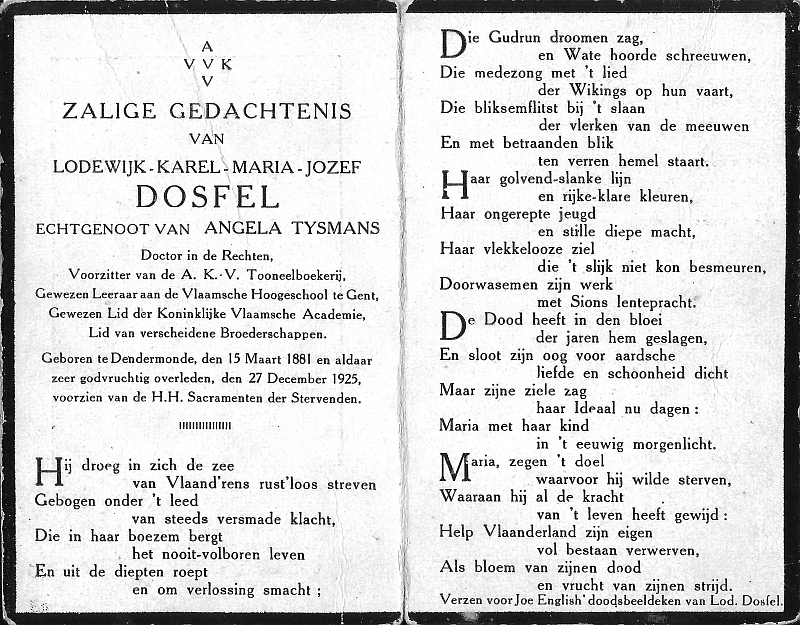 A
V V K
V
ZALIGE GEDACHTENIS
VAN
LODEWIJK-KAREL-MARIA-JOZEF
DOSFEL
ECHTGENOOT VAN ANGELA TYSMANS
Doctor in de Rechten,
Voorzitter van de A. K.-V. Tooneelboekerij,
Gewezen Leeraar aan de Vlaamsche Hoogeschool te Gent,
Gewezen Lid der Koninklijke Vlaamsche Academie,
Lid van verscheidene Broederschappen.
Geboren te Dendermonde, den 15 Maart 1881 en aldaar
zeer godvruchtig overleden, den 27 December 1925,
voorzien van de H.H. Sacramenten der Stervenden.
Hij droeg in zich de zee
van Vlaand'rens rust'loos streven
Gebogen onder 't leed
van steeds versmade klacht,
Die in haar boezem bergt
het nooit-volboren leven
En uit de diepten roept
en om verlossing smacht ;
Die Gudrun droomen zag,
en Wate hoorde schreeuwen,
Die medezong met 't lied
der Wikings op hun vaart,
Die bliksemflitst bij 't slaan
der vlerken van de meeuwen
En met betraanden blik
ten verren hemel staart.
Haar golvend-slanke lijn
en rijke-klare kleuren,
Haar ongerepte jeugd
en stille diepe macht,
Haar vlekkelooze ziel
die 't slijk niet kon besmeuren,
Doorwasemen zijn werk
met Sions lentepracht.
De Dood heeft in den bloei
der jaren hem geslagen,
En sloot zijn oog voor aardsche
liefde en schoonheid dicht
Maar zijne ziele zag
haar Ideaal nu dagen :
Maria met haar kind
in 't eeuwig morgenlicht.
Maria, zegen 't doel
waarvoor hij wilde sterven,
Waaraan hij al de kracht
van 't leven heeft gewijd :
Help Vlaanderland zijn eigen
vol bestaan verwerven,
Als bloem van zijnen dood
en vrucht van zijnen strijd.
Verzen voor Joe English' doodsbeeldeken van Lod. Dosfel.